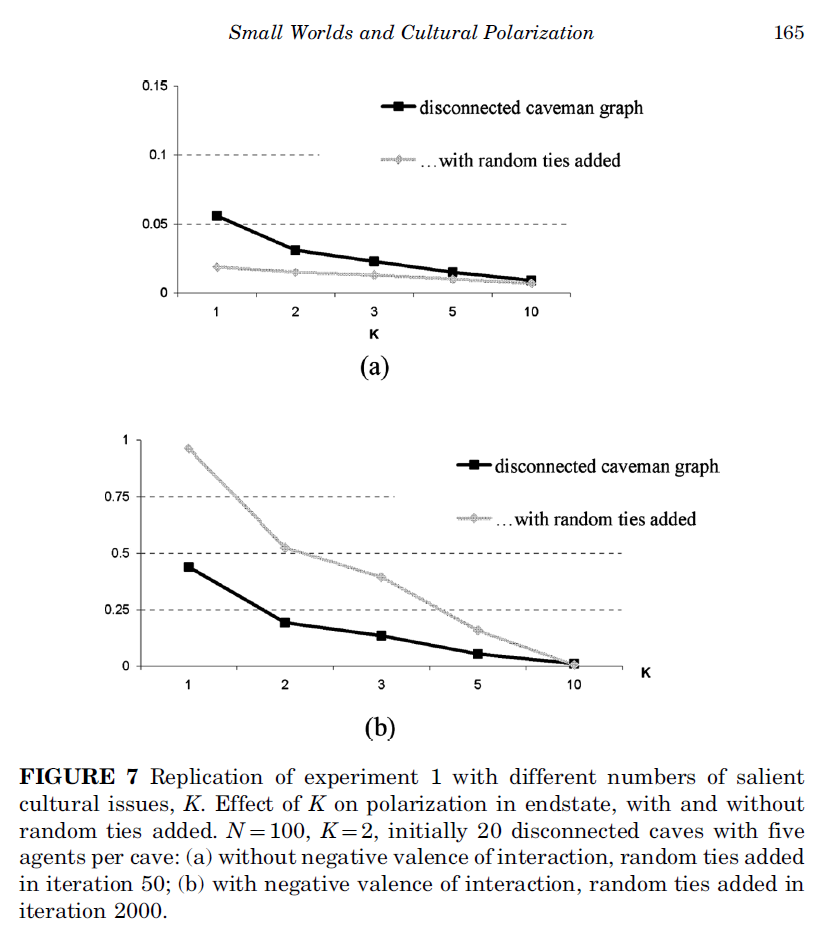 Small Worlds and Cultural Polarization 165
0.15
disconnected caveman graph
0.1
...with random ties added
0.05
0
1 2 3 5 10
K
(a)
1
disconnected caveman graph
0.75
...with random ties added
0.5
0.25
0
K
1 2 3 5 10
(b)
FIGURE 7 Replication of experiment 1 with different numbers of salient
cultural issues, K. Effect of K on polarization in endstate, with and without
random ties added. N = 100, K = 2, initially 20 disconnected caves with five
agents per cave: (a) without negative valence of interaction, random ties added
in iteration 50; (b) with negative valence of interaction, random ties added in
iteration 2000.